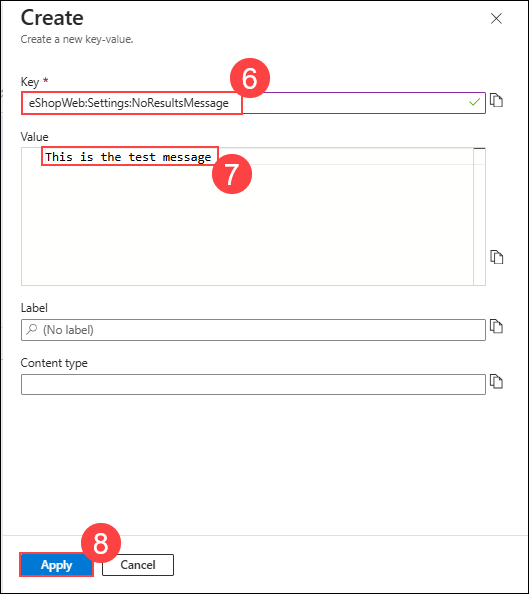 Create
Create a new key-value.
6
Key *
eShopWeb:Settings:NoResultsMessage
Value
This is the test message
7
Label
(No label)
Content type
8
Apply
Cancel